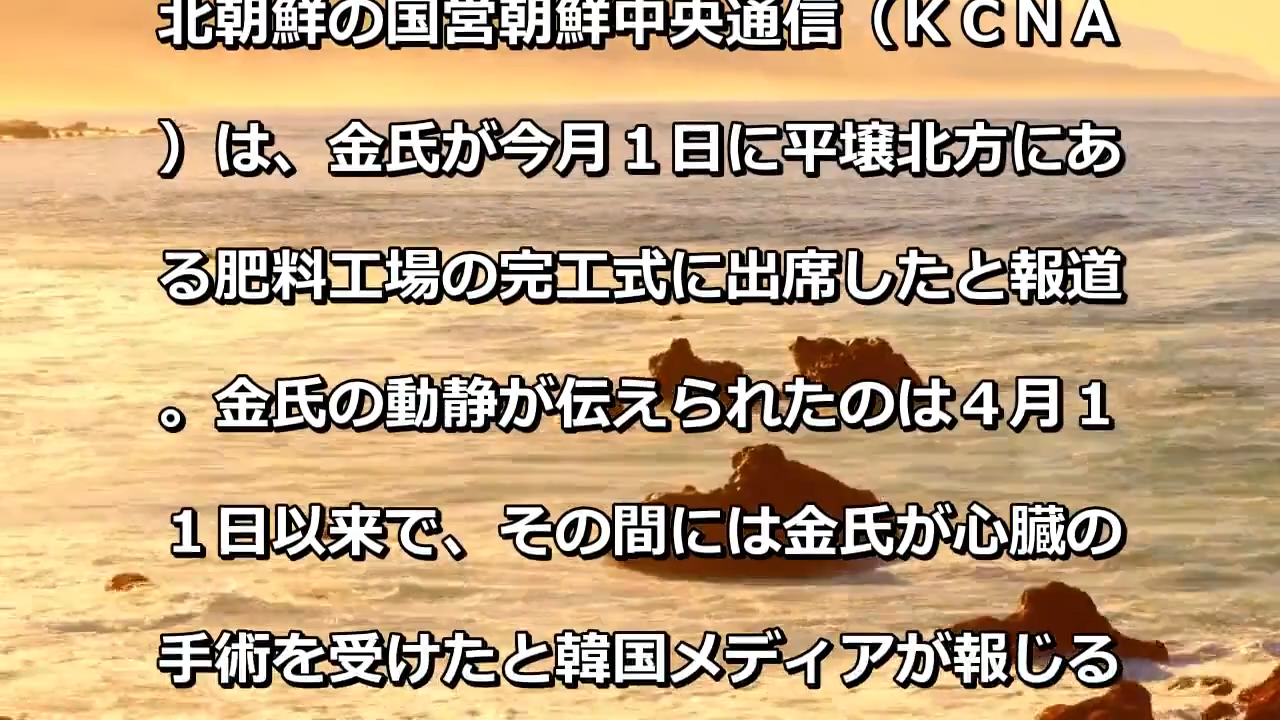 北朝鮮の国営朝鮮中央通信（ＫＣＮＡ
）は、金氏が今月１日に平壌北方にあ
る肥料工場の完工式に出席したと報道
。金氏の動静が伝えられたのは４月１
１日以来で、その間には金氏が心臓の
手術を受けたと韓国メディアが報じる